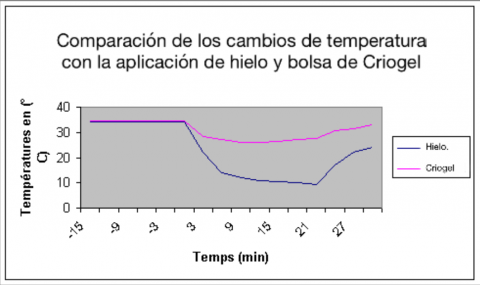 Comparación de los cambios de temperatura
con la aplicación de hielo y bolsa de Criogel
Températures en (°
C)
40
30
20
10
0
-15
-9
-3
3
9
15
21
27
Temps (min)
Hielo.
Criogel